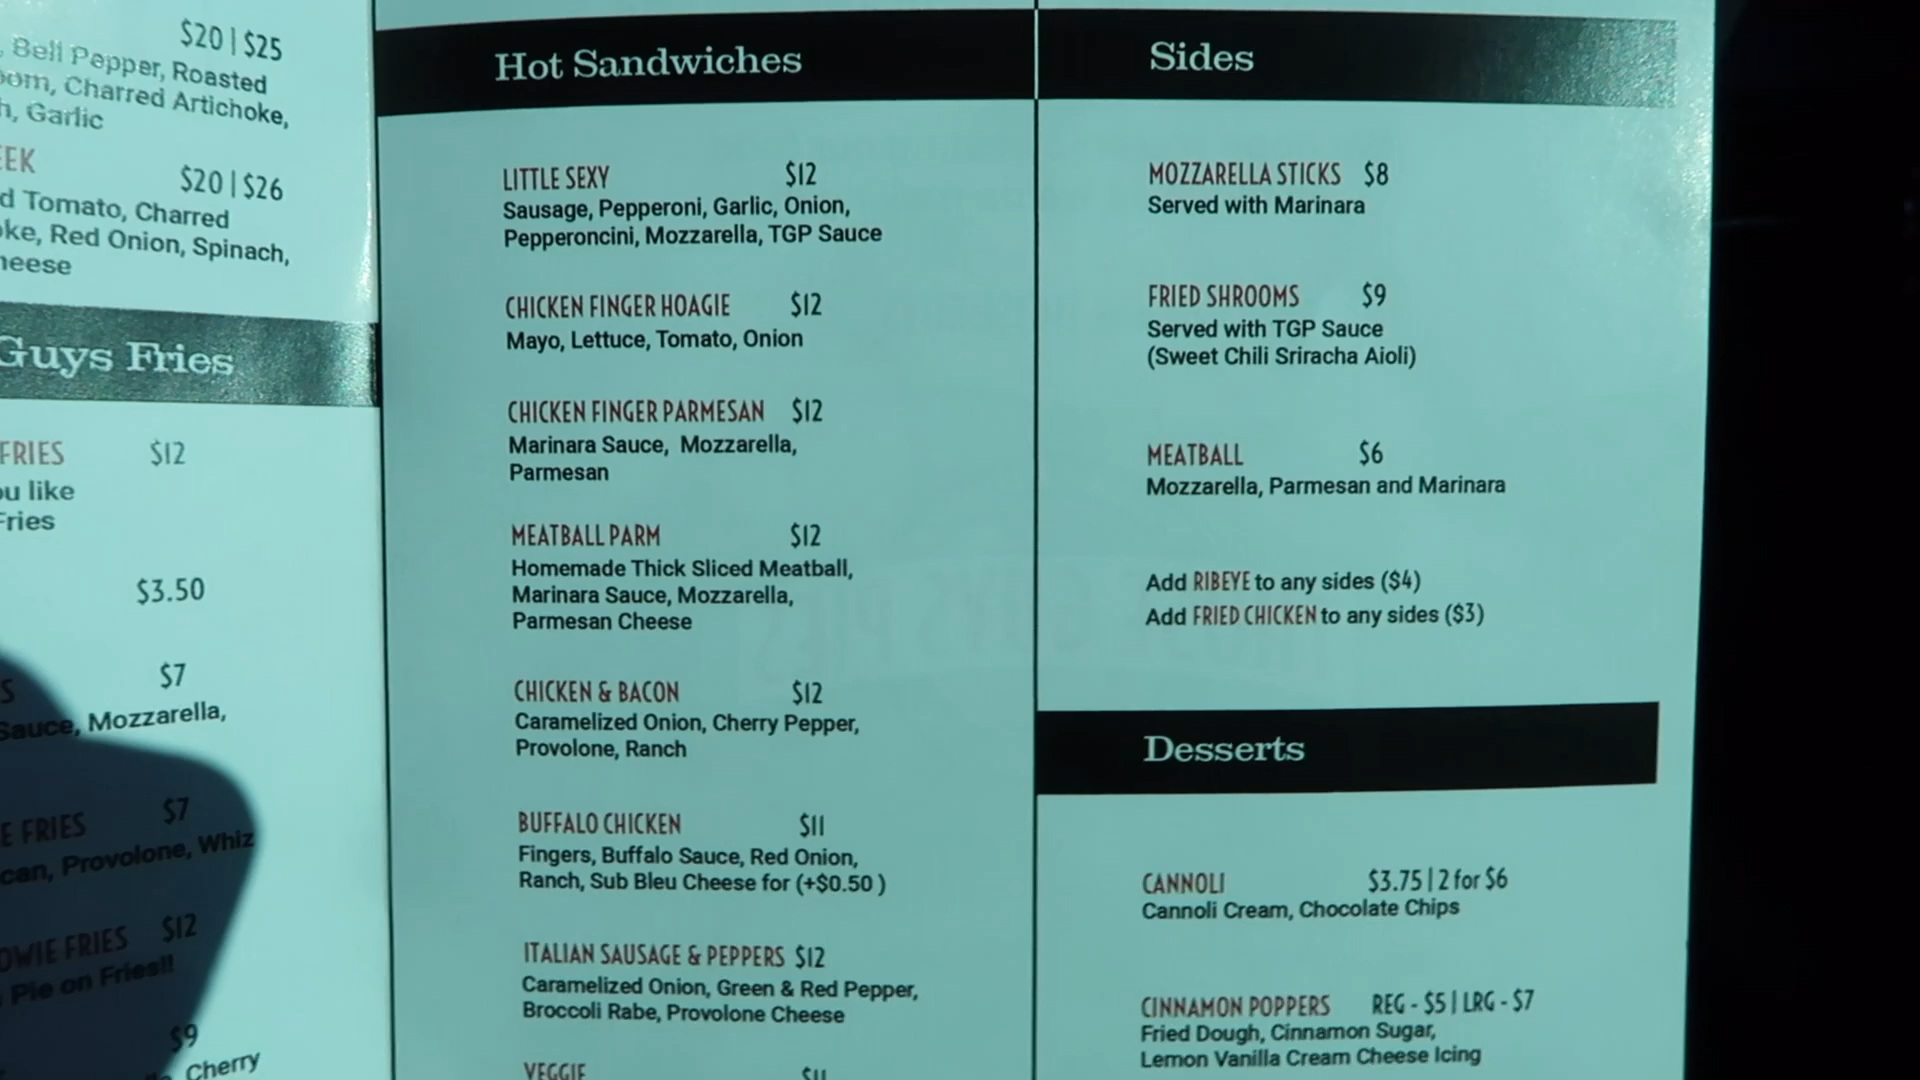 $20 | $25
Bell Pepper, Roasted
Charred Artichoke,
Garlic
$20 | $26
Tomato, Charred
Red Onion, Spinach,
Guys Fries
FRIES $12
like
Fries
$3.50
$7
Sauce, Mozzarella,
FRIES $7
Provolone, Whiz
FRIES $12
Pie on Fries!!
$9
Cherry
Hot Sandwiches
LITTLE SEXY $12
Sausage, Pepperoni, Garlic, Onion,
Pepperoncini, Mozzarella, TGP Sauce
CHICKEN FINGER HOAGIE $12
Mayo, Lettuce, Tomato, Onion
CHICKEN FINGER PARMESAN $12
Marinara Sauce, Mozzarella,
Parmesan
MEATBALL PARM $12
Homemade Thick Sliced Meatball,
Marinara Sauce, Mozzarella,
Parmesan Cheese
CHICKEN & BACON $12
Caramelized Onion, Cherry Pepper,
Provolone, Ranch
BUFFALO CHICKEN $11
Fingers, Buffalo Sauce, Red Onion,
Ranch, Sub Bleu Cheese for (+$0.50 )
ITALIAN SAUSAGE & PEPPERS $12
Caramelized Onion, Green & Red Pepper,
Broccoli Rabe, Provolone Cheese
VEGGIE $11
Sides
MOZZARELLA STICKS $8
Served with Marinara
FRIED SHROOMS $9
Served with TGP Sauce
(Sweet Chili Sriracha Aioli)
MEATBALL $6
Mozzarella, Parmesan and Marinara
Add RIBEYE to any sides ($4)
Add FRIED CHICKEN to any sides ($3)
Desserts
CANNOLI $3.75 | 2 for $6
Cannoli Cream, Chocolate Chips
CINNAMON POPPERS REG - $5 | LRG - $7
Fried Dough, Cinnamon Sugar,
Lemon Vanilla Cream Cheese Icing